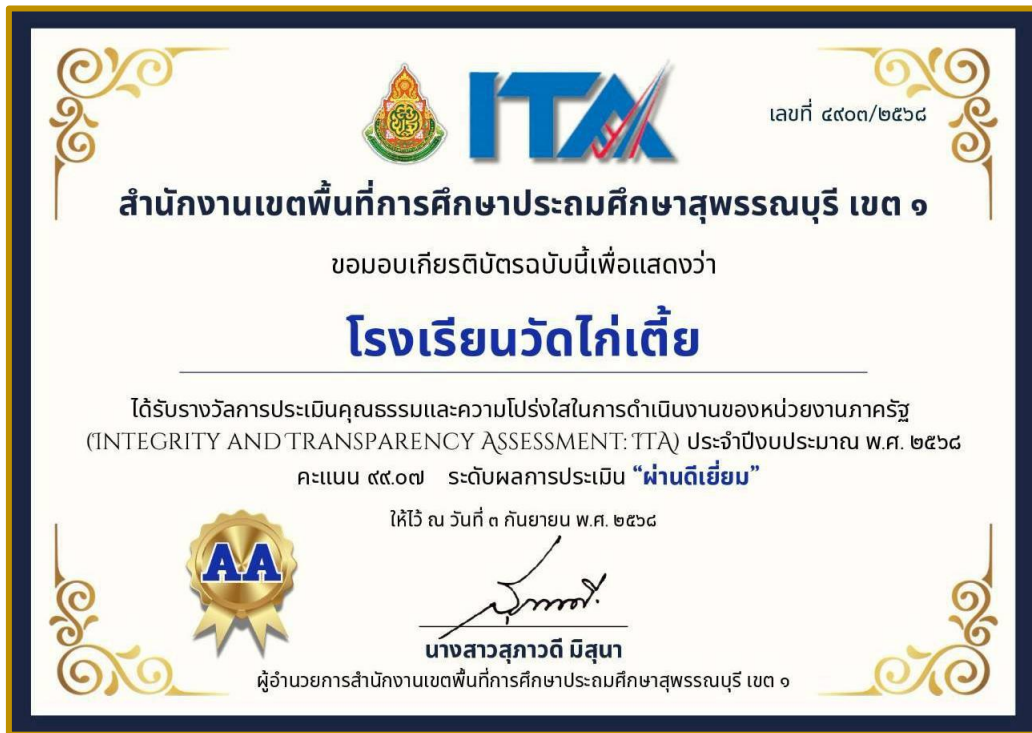 ITA
เลขที่ ๔๙๐๓/๒๕๖๘
สำนักงานเขตพื้นที่การศึกษาประถมศึกษาสุพรรณบุรี เขต ๑
ขอมอบเกียรติบัตรฉบับนี้เพื่อแสดงว่า
โรงเรียนวัดไก่เตี้ย
ได้รับรางวัลการประเมินคุณธรรมและความโปร่งใสในการดำเนินงานของหน่วยงานภาครัฐ
(INTEGRITY AND TRANSPARENCY ASSESSMENT: ITA) ประจำปีงบประมาณ พ.ศ. ๒๕๖๘
คะแนน ๙๙.๐๗ ระดับผลการประเมิน “ผ่านดีเยี่ยม”
ให้ไว้ ณ วันที่ ๓ กันยายน พ.ศ. ๒๕๖๘
AA
นางสาวสุภาวดี มิสุนา
ผู้อำนวยการสำนักงานเขตพื้นที่การศึกษาประถมศึกษาสุพรรณบุรี เขต ๑